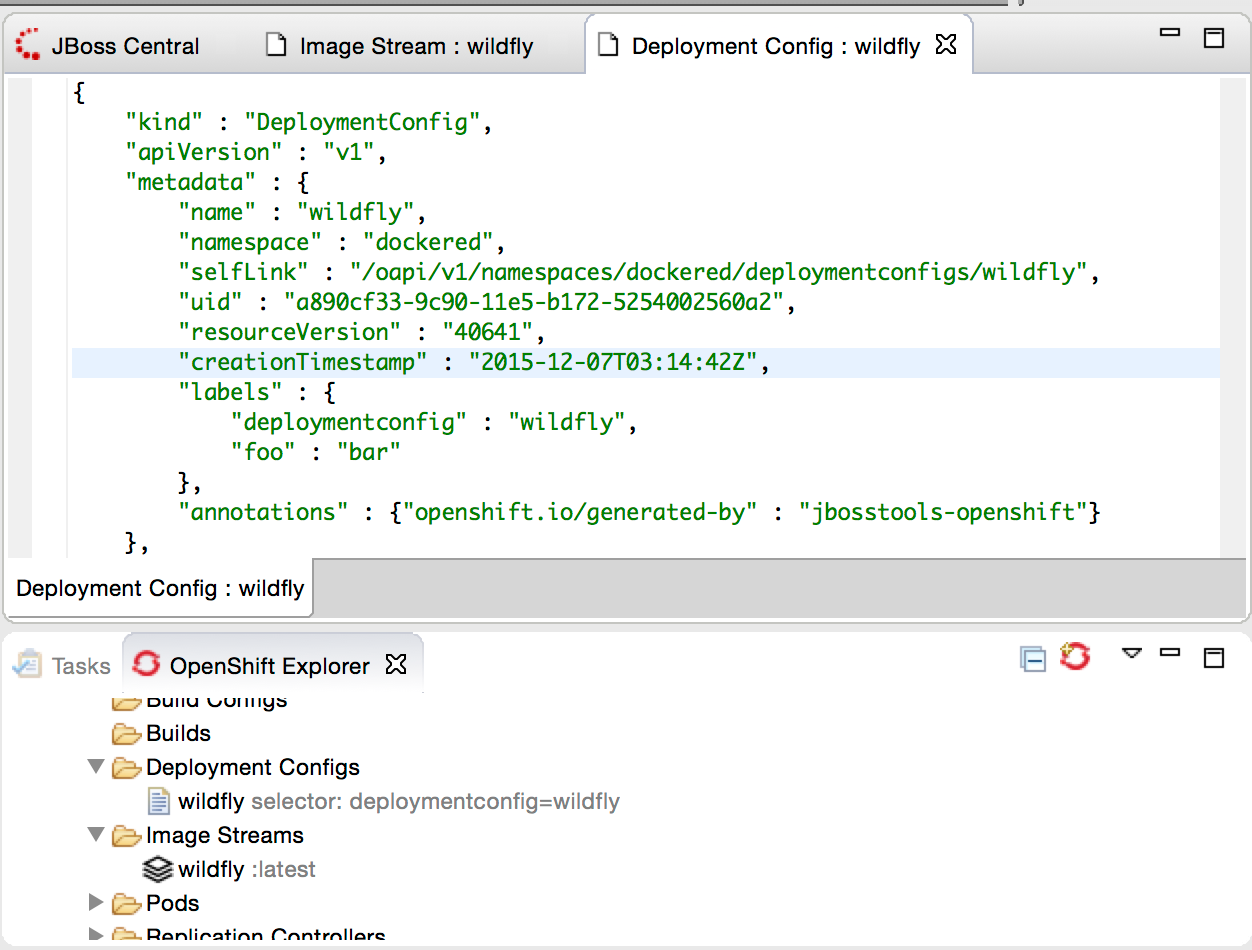 JBoss Central
Image Stream : wildfly
Deployment Config : wildfly
{
"kind" : "DeploymentConfig",
"apiVersion" : "v1",
"metadata" : {
"name" : "wildfly",
"namespace" : "dockered",
"selfLink" : "/oapi/v1/namespaces/dockered/deploymentconfigs/wildfly",
"uid" : "a890cf33-9c90-11e5-b172-5254002560a2",
"resourceVersion" : "40641",
"creationTimestamp" : "2015-12-07T03:14:42Z",
"labels" : {
"deploymentconfig" : "wildfly",
"foo" : "bar"
},
"annotations" : {"openshift.io/generated-by" : "jbosstools-openshift"}
},
Deployment Config : wildfly
Tasks
OpenShift Explorer
Build Configs
Builds
Deployment Configs
wildfly selector: deploymentconfig=wildfly
Image Streams
wildfly :latest
Pods
Replication Controllers